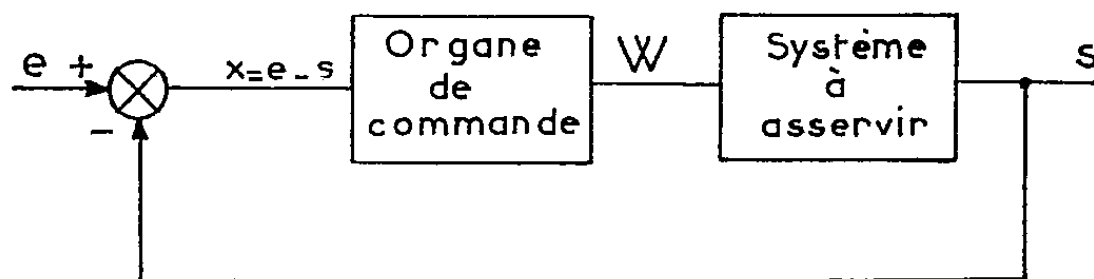 e +
-
x=e-s
Organe
de
commande
W
Système
à
asservir
s